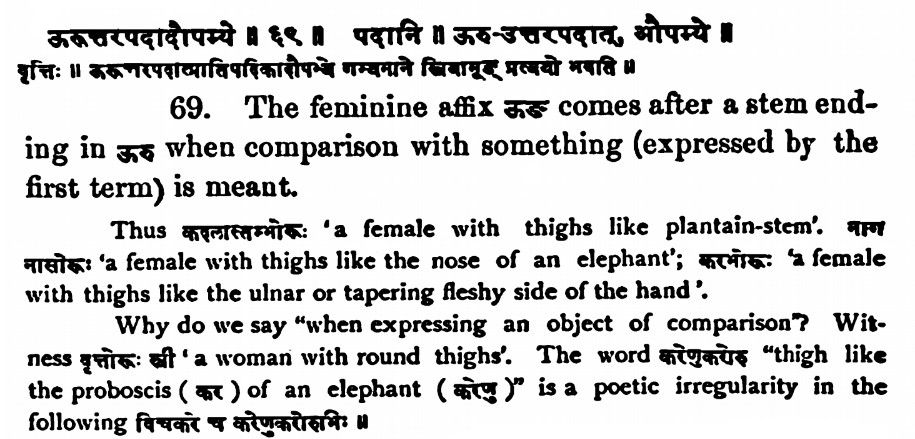 ऊरूत्तरपदादौपम्ये ॥ ६९ ॥ पदानि ॥ ऊरु-उत्तरपदात्, औपम्ये ॥
वृत्तिः ॥ ऊरूत्तरपदात्प्रातिपदिकादौपम्ये गम्यमाने स्त्रियामूङ् प्रत्ययो भवति ॥
69. The feminine affix ऊङ comes after a stem end-
ing in ऊरु when comparison with something (expressed by the
first term) is meant.
Thus कदलीस्तम्भोरूः 'a female with thighs like plantain-stem'. नाग
नासोरूः 'a female with thighs like the nose of an elephant'; करभोरूः 'a female
with thighs like the ulnar or tapering fleshy side of the hand'.
Why do we say "when expressing an object of comparison"? Wit-
ness वृत्तोरूः स्त्री 'a woman with round thighs'. The word करेणुकरोरु "thigh like
the proboscis (कर) of an elephant (करेणु)" is a poetic irregularity in the
following विचकरे च करेणुकरोरुभिः ॥